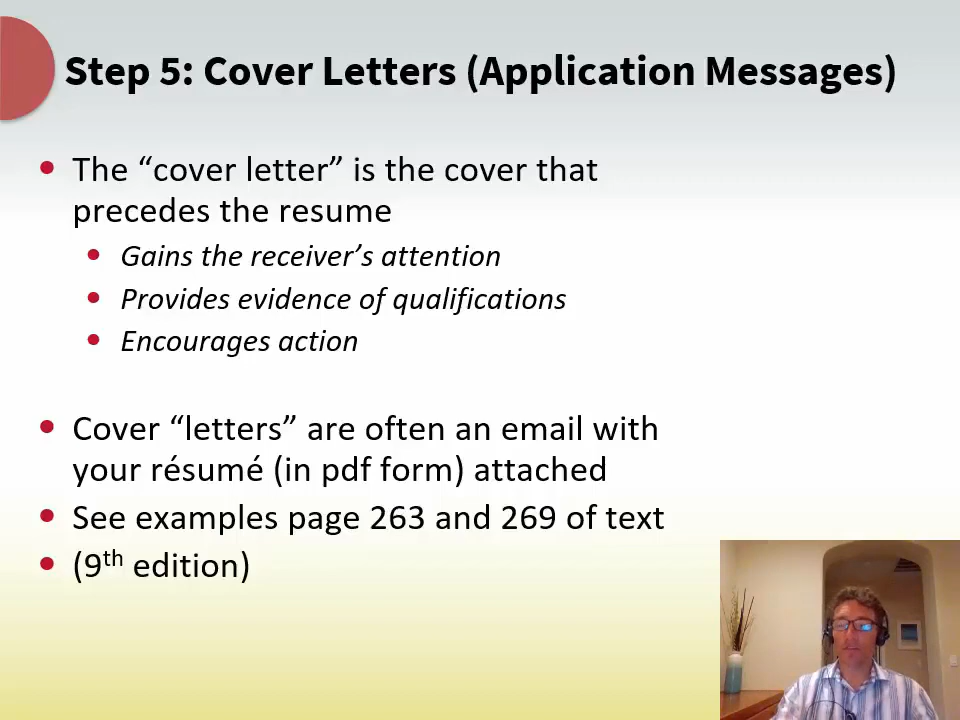 Step 5: Cover Letters (Application Messages)
• The “cover letter” is the cover that
precedes the resume
• Gains the receiver’s attention
• Provides evidence of qualifications
• Encourages action
• Cover “letters” are often an email with
your résumé (in pdf form) attached
• See examples page 263 and 269 of text
• (9th edition)